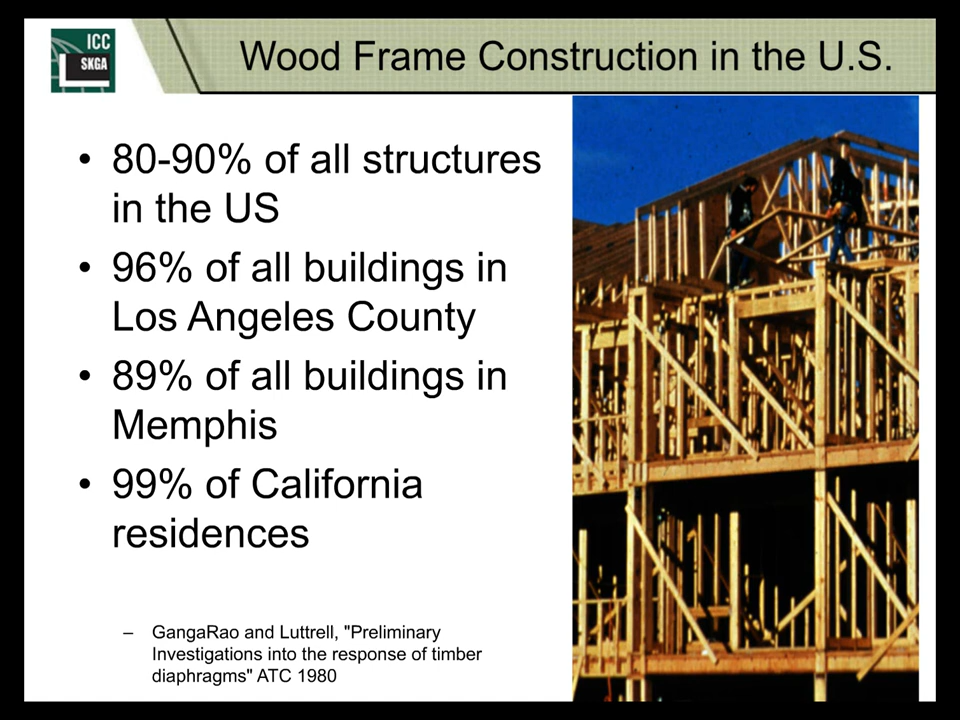 ICC
SKGA
Wood Frame Construction in the U.S.
• 80-90% of all structures
in the US
• 96% of all buildings in
Los Angeles County
• 89% of all buildings in
Memphis
• 99% of California
residences
– GangaRao and Luttrell, "Preliminary
Investigations into the response of timber
diaphragms" ATC 1980